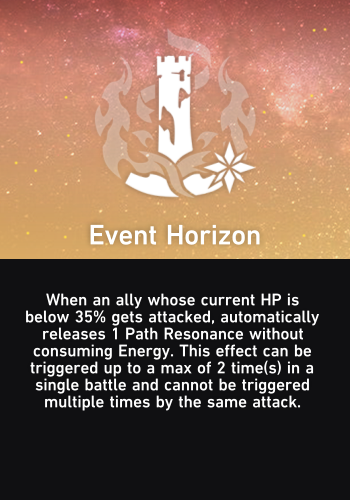 Event Horizon
When an ally whose current HP is
below 35% gets attacked, automatically
releases 1 Path Resonance without
consuming Energy. This effect can be
triggered up to a max of 2 time(s) in a
single battle and cannot be triggered
multiple times by the same attack.